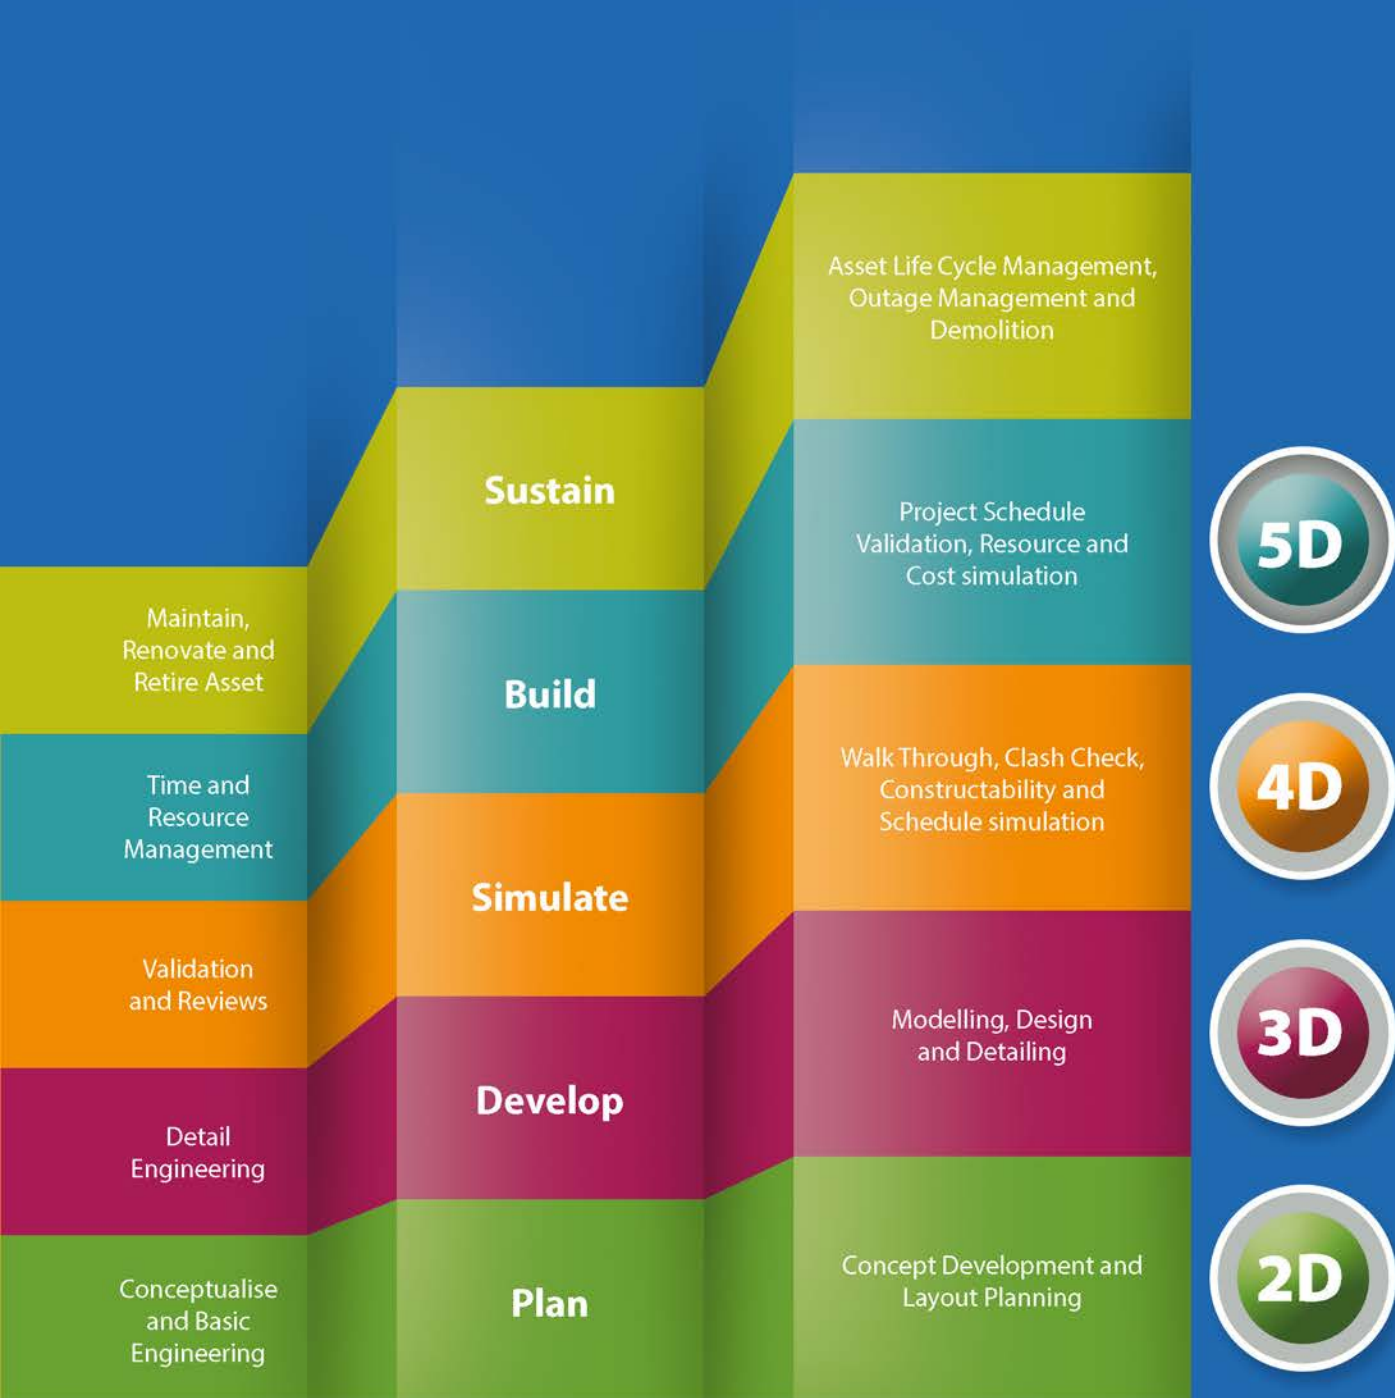 Maintain,
Renovate and
Retire Asset
Sustain
Asset Life Cycle Management,
Outage Management and
Demolition
Time and
Resource
Management
Build
Project Schedule
Validation, Resource and
Cost simulation
5D
Validation
and Reviews
Simulate
Walk Through, Clash Check,
Constructability and
Schedule simulation
4D
Detail
Engineering
Develop
Modelling, Design
and Detailing
3D
Conceptualise
and Basic
Engineering
Plan
Concept Development and
Layout Planning
2D